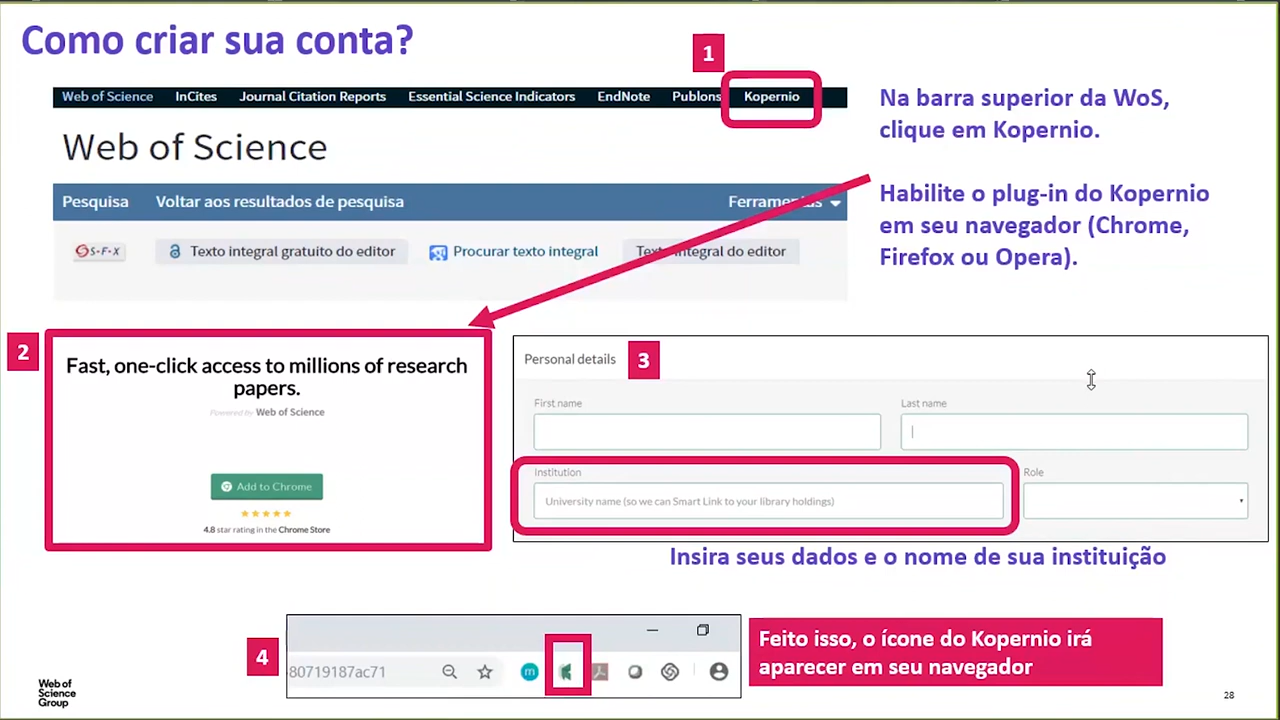 Como criar sua conta?
1
Web of Science InCites Journal Citation Reports Essential Science Indicators EndNote Publons Kopernio
Na barra superior da WoS,
clique em Kopernio.
Web of Science
Habilite o plug-in do Kopernio
em seu navegador (Chrome,
Firefox ou Opera).
Pesquisa Voltar aos resultados de pesquisa Ferramentas
S·F·X Texto integral gratuito do editor Procurar texto integral Texto integral do editor
2
Fast, one-click access to millions of research
papers.
Powered by Web of Science
Add to Chrome
4.8 star rating in the Chrome Store
Personal details 3
First name Last name
Institution Role
University name (so we can Smart Link to your library holdings)
Insira seus dados e o nome de sua instituição
4
80719187ac71
m
Feito isso, o ícone do Kopernio irá
aparecer em seu navegador
Web of
Science
Group
28